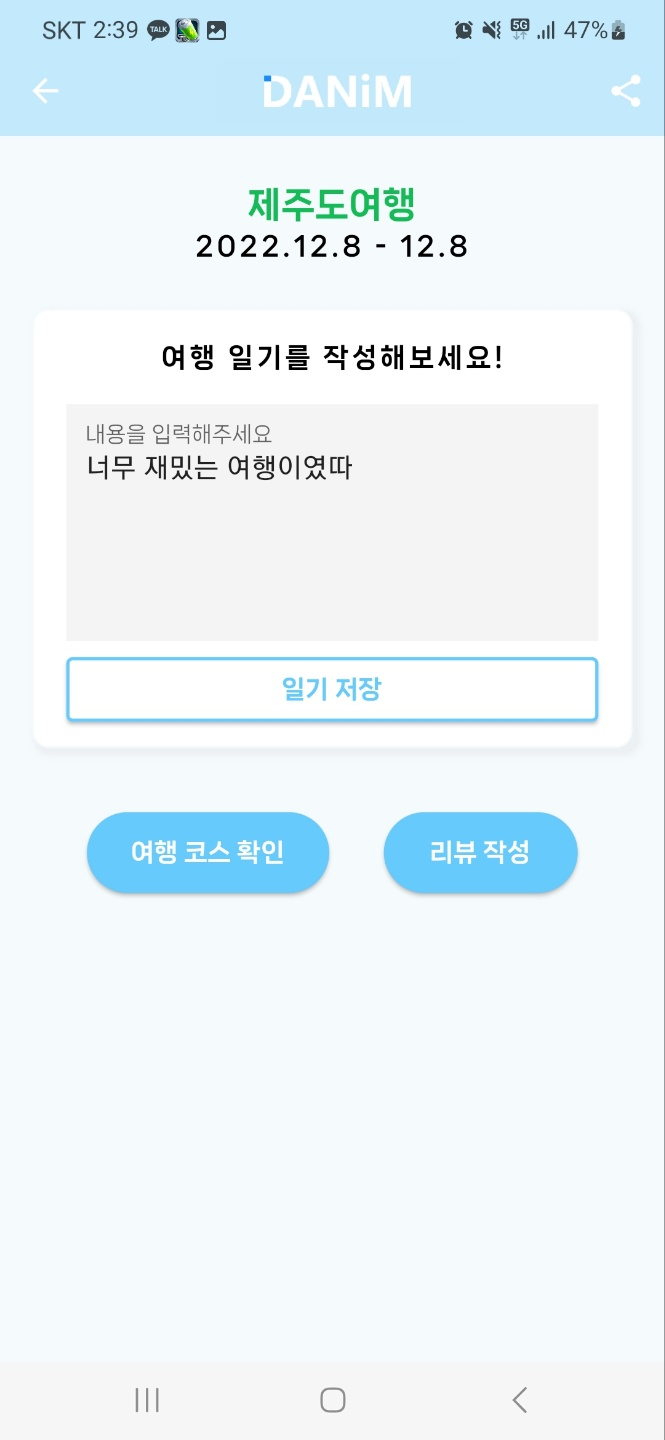 SKT 2:39 TALK 5G 47%
DANiM
제주도여행
2022.12.8 - 12.8
여행 일기를 작성해보세요!
내용을 입력해주세요
너무 재밌는 여행이였따
일기 저장
여행 코스 확인 리뷰 작성